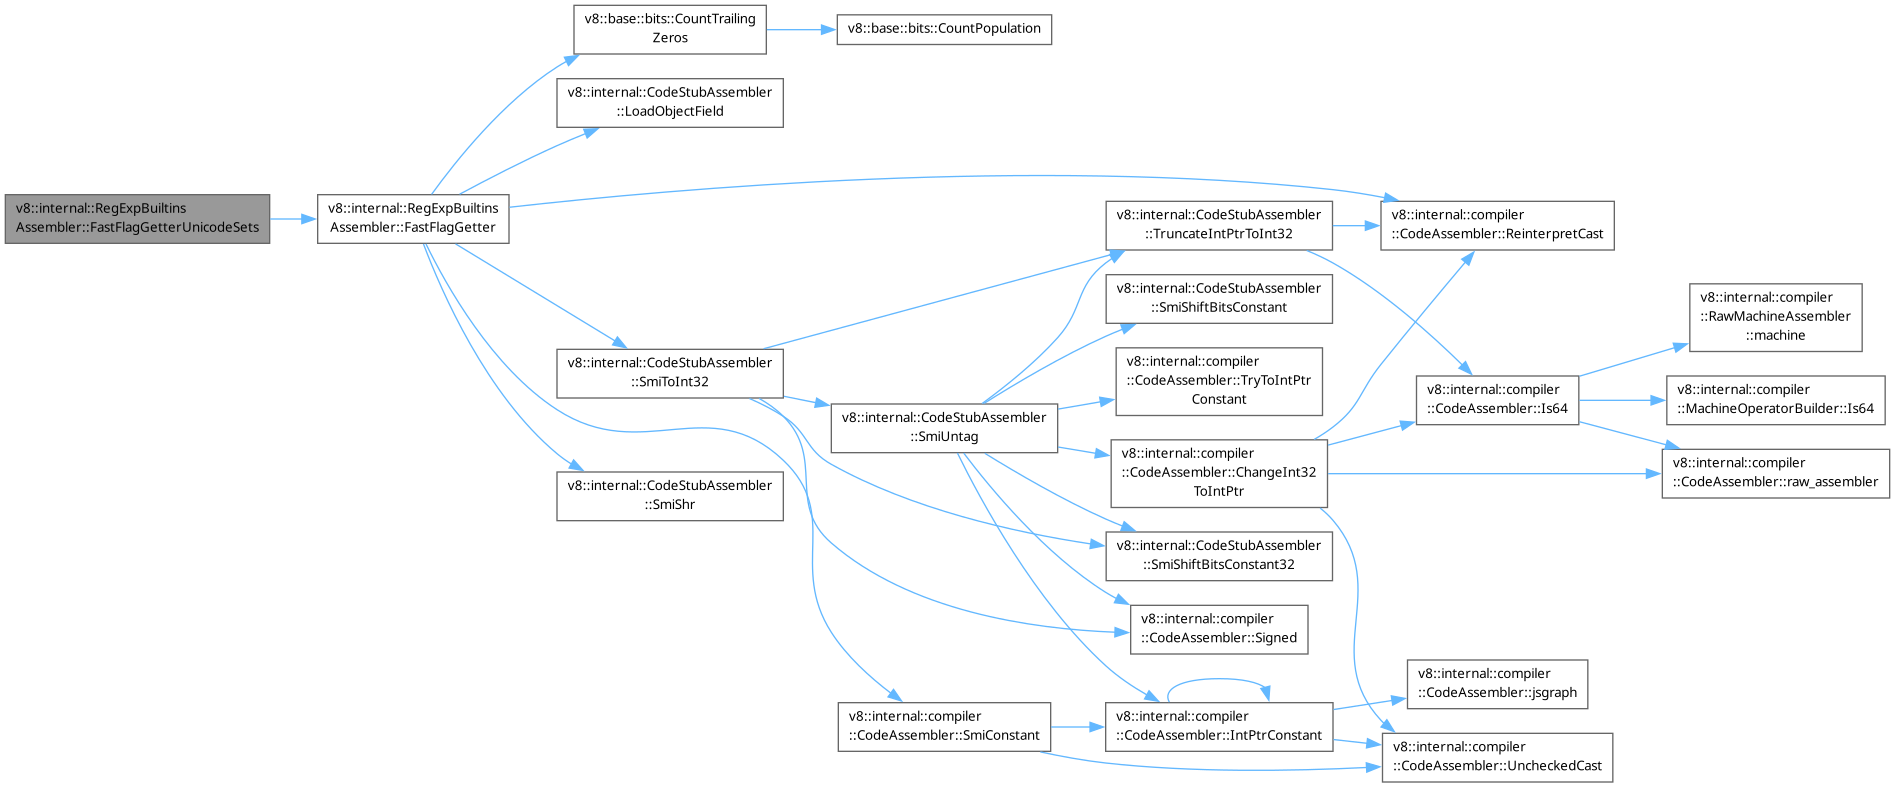 v8::internal::RegExpBuiltins
Assembler::FastFlagGetterUnicodeSets
v8::internal::RegExpBuiltins
Assembler::FastFlagGetter
v8::base::bits::CountTrailing
Zeros
v8::base::bits::CountPopulation
v8::internal::CodeStubAssembler
::LoadObjectField
v8::internal::CodeStubAssembler
::SmiToInt32
v8::internal::CodeStubAssembler
::SmiShr
v8::internal::CodeStubAssembler
::SmiUntag
v8::internal::compiler
::CodeAssembler::SmiConstant
v8::internal::CodeStubAssembler
::TruncateIntPtrToInt32
v8::internal::CodeStubAssembler
::SmiShiftBitsConstant
v8::internal::compiler
::CodeAssembler::TryToIntPtr
Constant
v8::internal::compiler
::CodeAssembler::ChangeInt32
ToIntPtr
v8::internal::CodeStubAssembler
::SmiShiftBitsConstant32
v8::internal::compiler
::CodeAssembler::Signed
v8::internal::compiler
::CodeAssembler::IntPtrConstant
v8::internal::compiler
::CodeAssembler::ReinterpretCast
v8::internal::compiler
::CodeAssembler::Is64
v8::internal::compiler
::CodeAssembler::jsgraph
v8::internal::compiler
::CodeAssembler::UncheckedCast
v8::internal::compiler
::RawMachineAssembler
::machine
v8::internal::compiler
::MachineOperatorBuilder::Is64
v8::internal::compiler
::CodeAssembler::raw_assembler